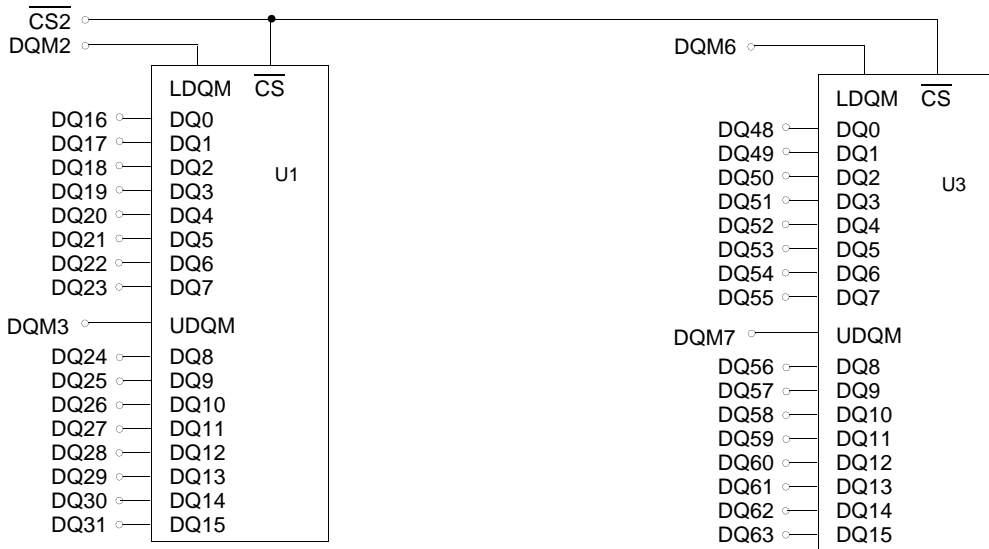 C̅S̅2̅
DQM2
LDQM C̅S̅
DQ16 DQ0
DQ17 DQ1
DQ18 DQ2
DQ19 DQ3
DQ20 DQ4
DQ21 DQ5
DQ22 DQ6
DQ23 DQ7
U1
DQM3 UDQM
DQ24 DQ8
DQ25 DQ9
DQ26 DQ10
DQ27 DQ11
DQ28 DQ12
DQ29 DQ13
DQ30 DQ14
DQ31 DQ15
DQM6
LDQM C̅S̅
DQ48 DQ0
DQ49 DQ1
DQ50 DQ2
DQ51 DQ3
DQ52 DQ4
DQ53 DQ5
DQ54 DQ6
DQ55 DQ7
U3
DQM7 UDQM
DQ56 DQ8
DQ57 DQ9
DQ58 DQ10
DQ59 DQ11
DQ60 DQ12
DQ61 DQ13
DQ62 DQ14
DQ63 DQ15